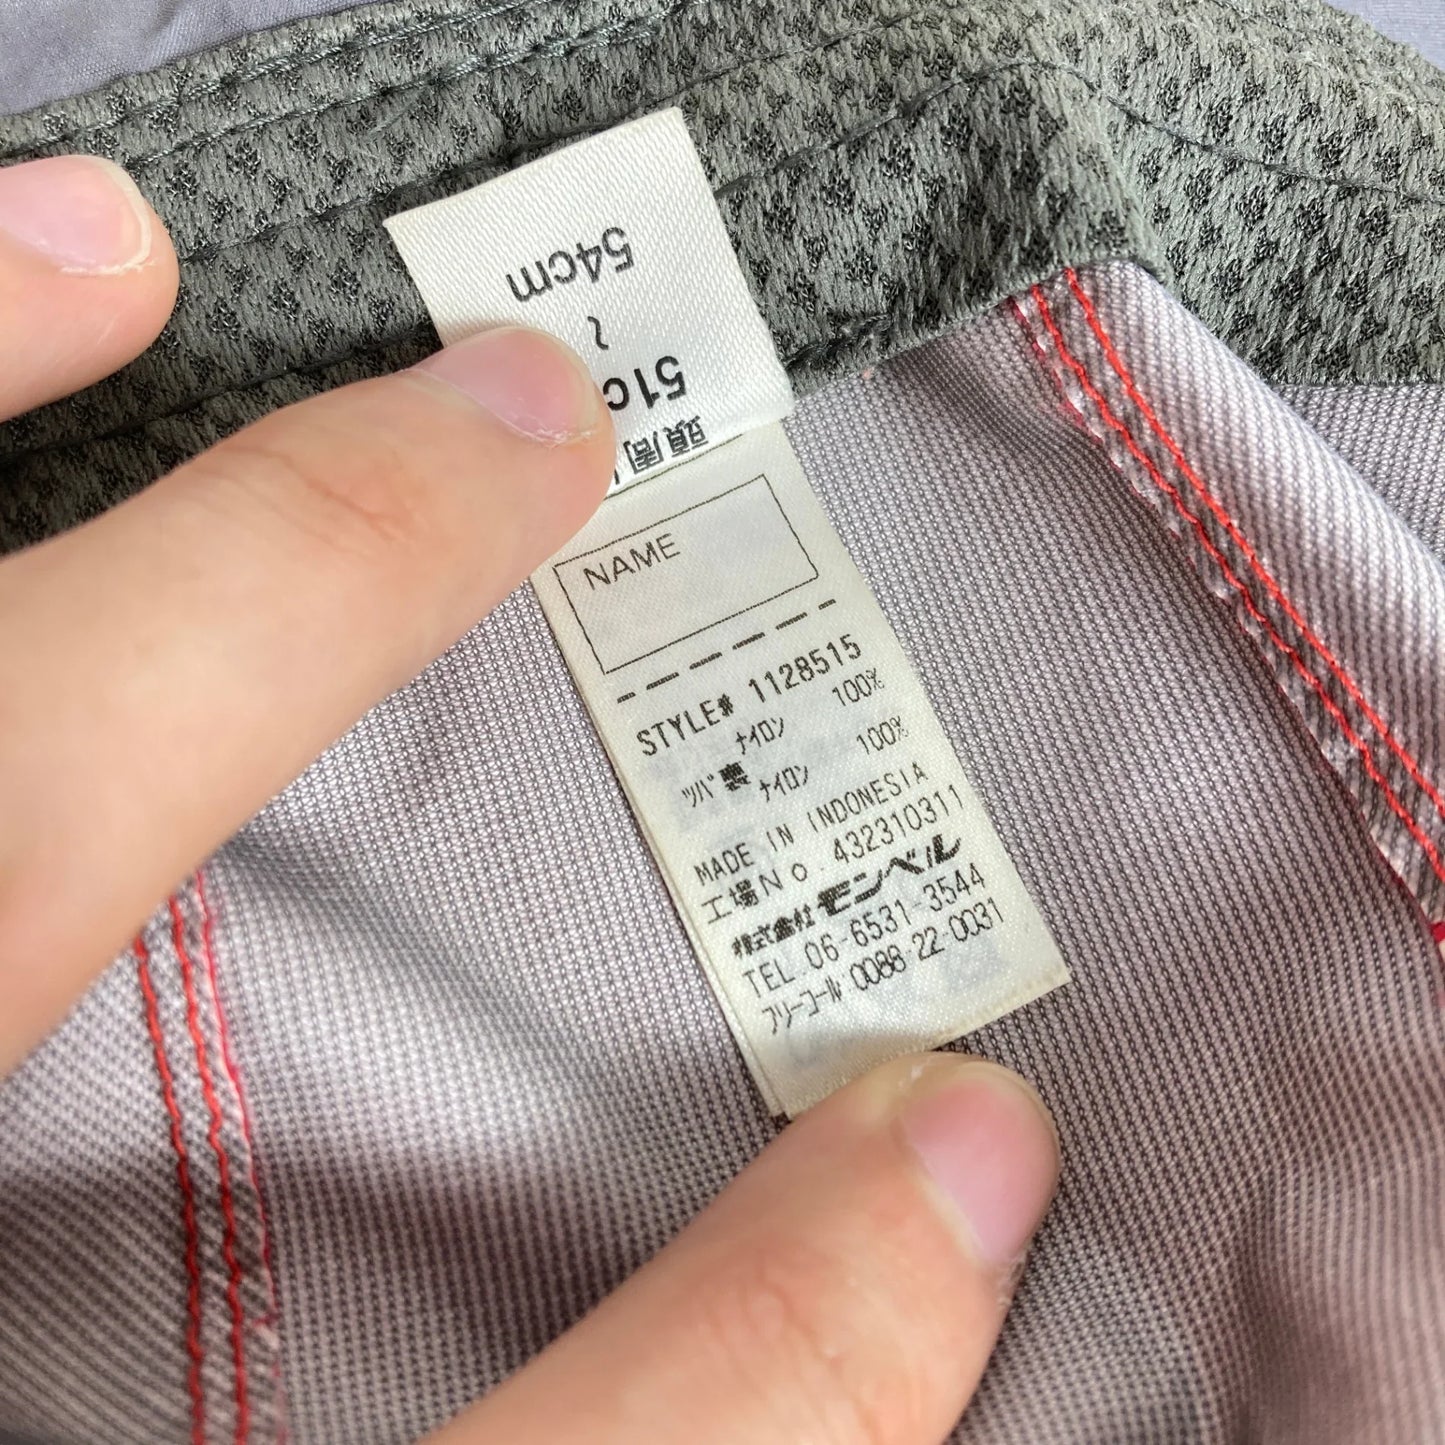 頭周り
51c
～
54cm
NAME
STYLE# 1128515
ナイロン 100%
ツバ裏 ナイロン 100%
MADE IN INDONESIA
工場No.432310311
株式会社モンベル
TEL.06-6531-3544
フリーコール 0088-22-0031